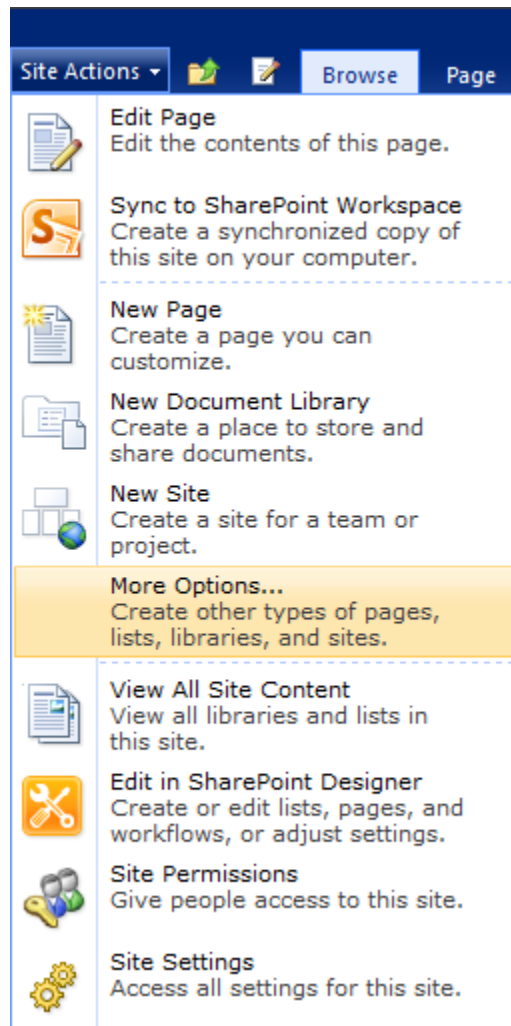 Site Actions Browse Page
Edit Page
Edit the contents of this page.
Sync to SharePoint Workspace
Create a synchronized copy of
this site on your computer.
New Page
Create a page you can
customize.
New Document Library
Create a place to store and
share documents.
New Site
Create a site for a team or
project.
More Options...
Create other types of pages,
lists, libraries, and sites.
View All Site Content
View all libraries and lists in
this site.
Edit in SharePoint Designer
Create or edit lists, pages, and
workflows, or adjust settings.
Site Permissions
Give people access to this site.
Site Settings
Access all settings for this site.